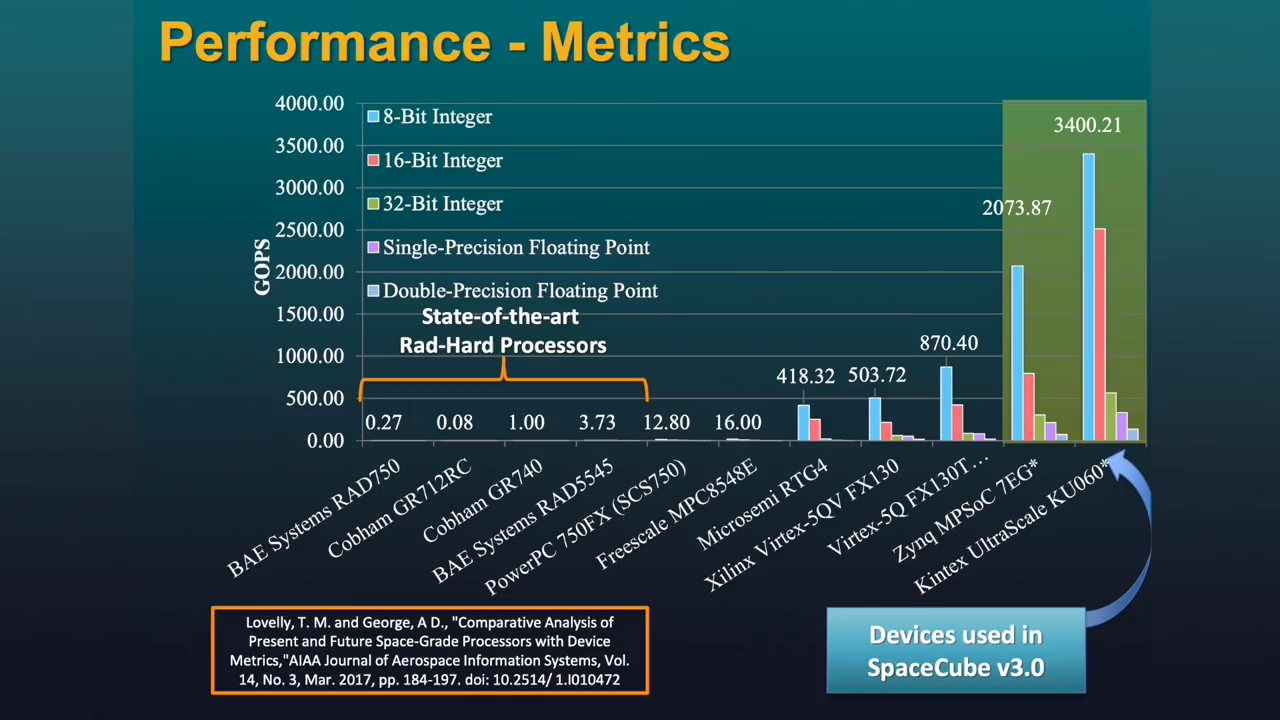 Performance - Metrics
4000.00
3500.00
3000.00
2500.00
2000.00
1500.00
1000.00
500.00
0.00
GOPS
8-Bit Integer
16-Bit Integer
32-Bit Integer
Single-Precision Floating Point
Double-Precision Floating Point
State-of-the-art
Rad-Hard Processors
0.27
0.08
1.00
3.73
12.80
16.00
418.32
503.72
870.40
2073.87
3400.21
BAE Systems RAD750
Cobham GR712RC
Cobham GR740
BAE Systems RAD5545
PowerPC 750FX (SCS750)
Freescale MPC8548E
Microsemi RTG4
Xilinx Virtex-5QV FX130
Virtex-5Q FX130T…
Zynq MPSoC 7EG*
Kintex UltraScale KU060*
Lovelly, T. M. and George, A D., "Comparative Analysis of
Present and Future Space-Grade Processors with Device
Metrics,"AIAA Journal of Aerospace Information Systems, Vol.
14, No. 3, Mar. 2017, pp. 184-197. doi: 10.2514/ 1.I010472
Devices used in
SpaceCube v3.0